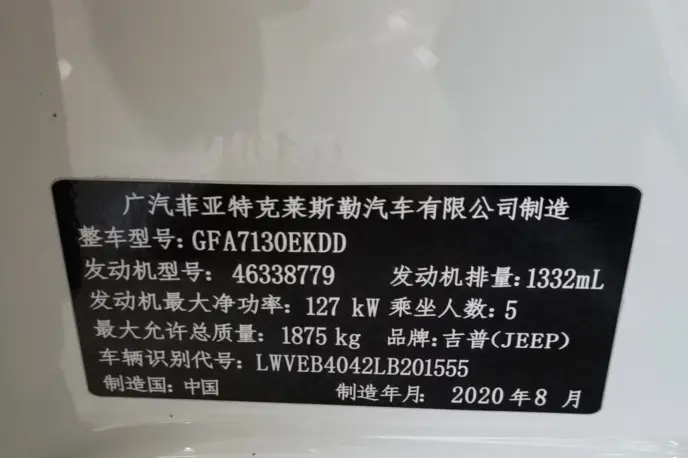 广汽菲亚特克莱斯勒汽车有限公司制造
整车型号:GFA7130EKDD
发动机型号: 46338779 发动机排量:1332mL
发动机最大净功率: 127 kW 乘坐人数:5
最大允许总质量: 1875 kg 品牌:吉普(JEEP)
车辆识别代号: LWVEB4042LB201555
制造国: 中国 制造年月: 2020 年 8 月